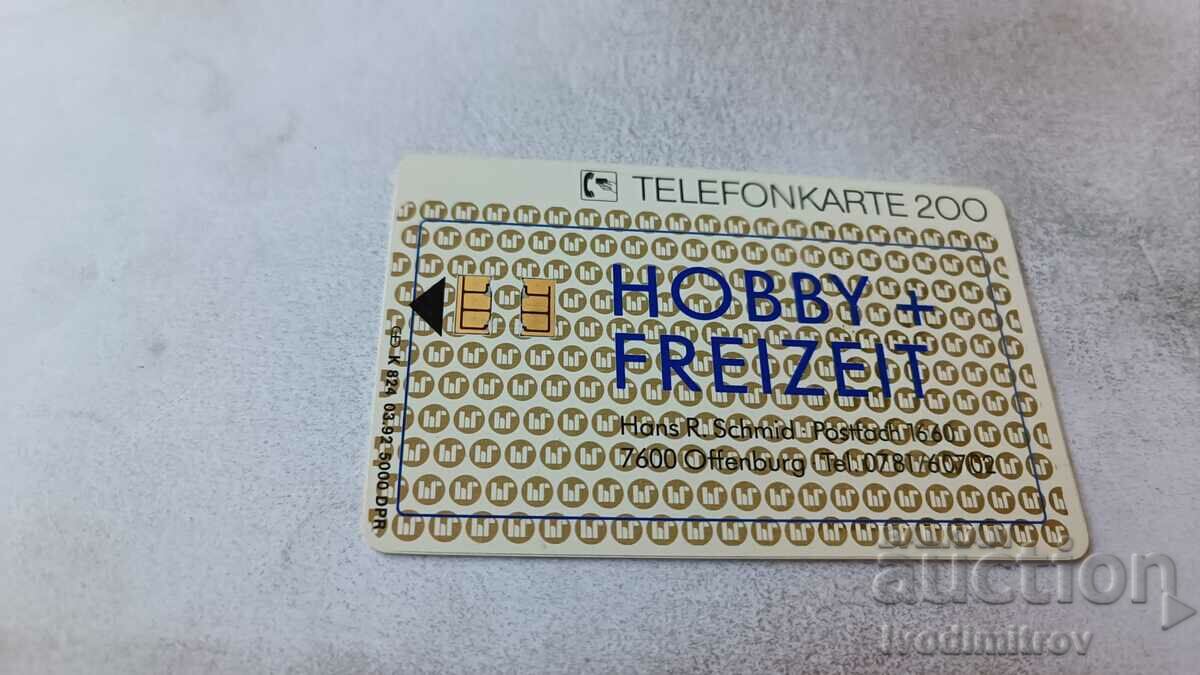 TELEFONKARTE 200
HOBBY +
FREIZEIT
Hans R. Schmid · Postfach 1660
7600 Offenburg Tel. 0781/60702
K 824 03.92 5000 DPR
auction
ivodimitrov